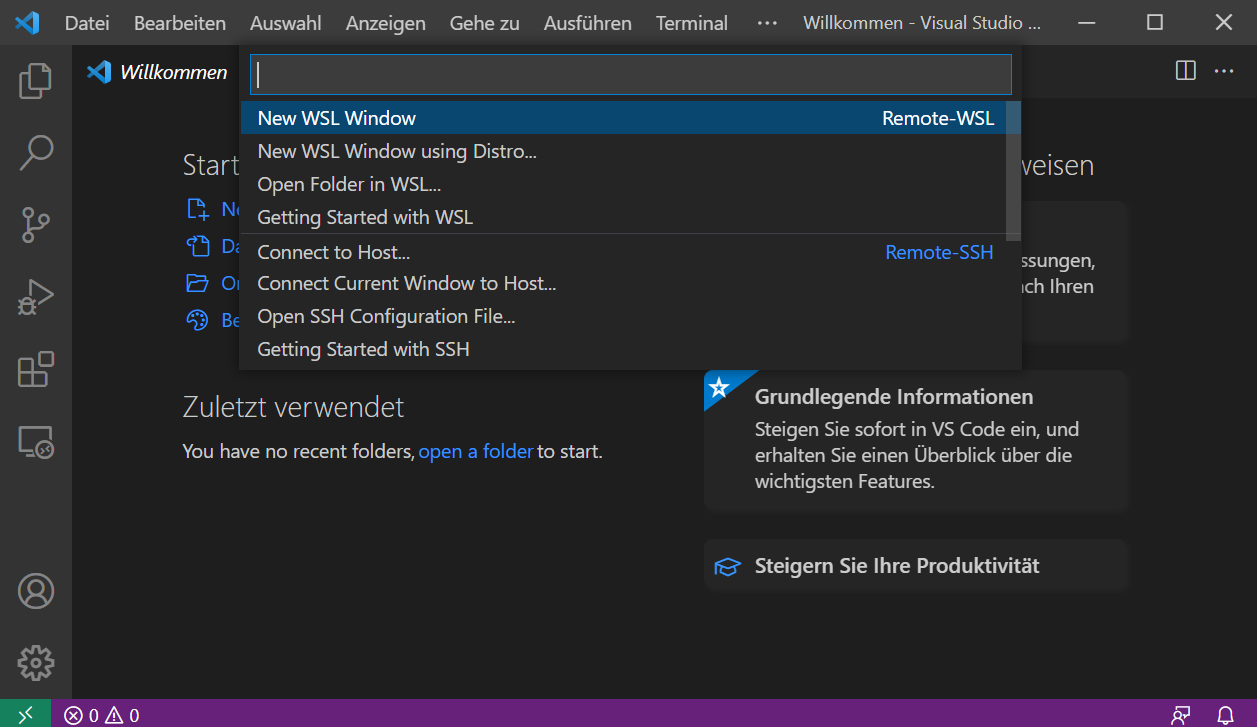 Datei Bearbeiten Auswahl Anzeigen Gehe zu Ausführen Terminal ··· Willkommen - Visual Studio ...
Willkommen
New WSL Window Remote-WSL
New WSL Window using Distro...
Open Folder in WSL...
Getting Started with WSL
Connect to Host... Remote-SSH
Connect Current Window to Host...
Open SSH Configuration File...
Getting Started with SSH
Start
Zuletzt verwendet
You have no recent folders, open a folder to start.
weisen
ssungen,
ach Ihren
Grundlegende Informationen
Steigen Sie sofort in VS Code ein, und
erhalten Sie einen Überblick über die
wichtigsten Features.
Steigern Sie Ihre Produktivität
0 0